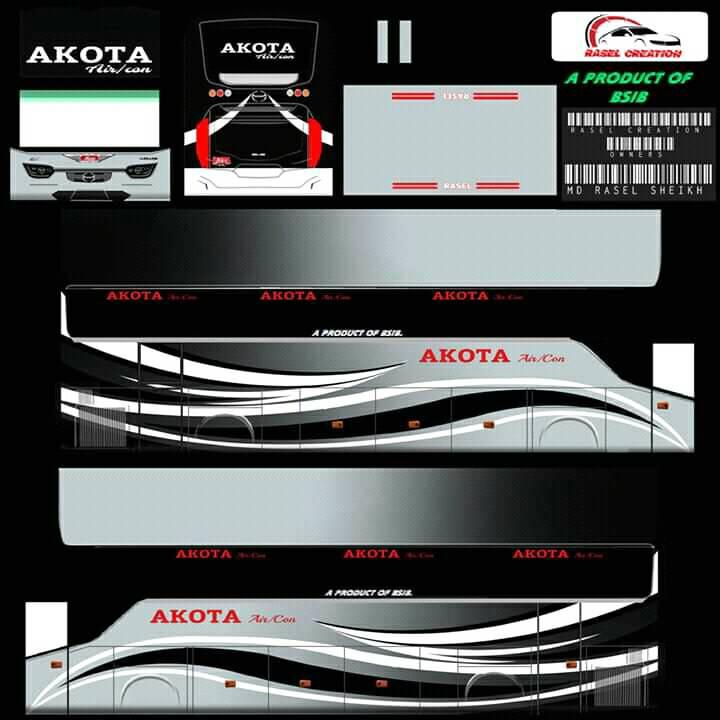 AKOTA
Air/con
AKOTA
Air/con
RASEL
RASEL
RASEL CREATION
A PRODUCT OF
BSIB
RASEL CREATION
OWNERS
MD RASEL SHEIKH
AKOTA Air/Con AKOTA Air/Con AKOTA Air/Con
A PRODUCT OF BSIB.
AKOTA Air/Con
AKOTA Air/Con AKOTA Air/Con AKOTA Air/Con
A PRODUCT OF BSIB.
AKOTA Air/Con